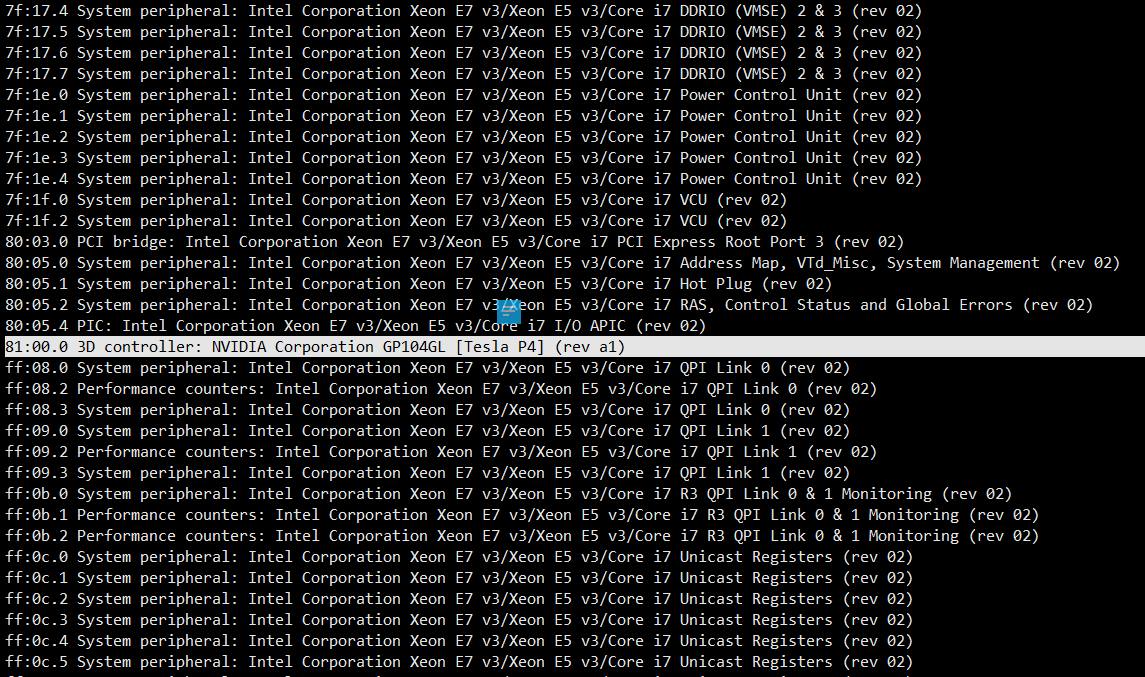 7f:17.4 System peripheral: Intel Corporation Xeon E7 v3/Xeon E5 v3/Core i7 DDRIO (VMSE) 2 & 3 (rev 02)
7f:17.5 System peripheral: Intel Corporation Xeon E7 v3/Xeon E5 v3/Core i7 DDRIO (VMSE) 2 & 3 (rev 02)
7f:17.6 System peripheral: Intel Corporation Xeon E7 v3/Xeon E5 v3/Core i7 DDRIO (VMSE) 2 & 3 (rev 02)
7f:17.7 System peripheral: Intel Corporation Xeon E7 v3/Xeon E5 v3/Core i7 DDRIO (VMSE) 2 & 3 (rev 02)
7f:1e.0 System peripheral: Intel Corporation Xeon E7 v3/Xeon E5 v3/Core i7 Power Control Unit (rev 02)
7f:1e.1 System peripheral: Intel Corporation Xeon E7 v3/Xeon E5 v3/Core i7 Power Control Unit (rev 02)
7f:1e.2 System peripheral: Intel Corporation Xeon E7 v3/Xeon E5 v3/Core i7 Power Control Unit (rev 02)
7f:1e.3 System peripheral: Intel Corporation Xeon E7 v3/Xeon E5 v3/Core i7 Power Control Unit (rev 02)
7f:1e.4 System peripheral: Intel Corporation Xeon E7 v3/Xeon E5 v3/Core i7 Power Control Unit (rev 02)
7f:1f.0 System peripheral: Intel Corporation Xeon E7 v3/Xeon E5 v3/Core i7 VCU (rev 02)
7f:1f.2 System peripheral: Intel Corporation Xeon E7 v3/Xeon E5 v3/Core i7 VCU (rev 02)
80:03.0 PCI bridge: Intel Corporation Xeon E7 v3/Xeon E5 v3/Core i7 PCI Express Root Port 3 (rev 02)
80:05.0 System peripheral: Intel Corporation Xeon E7 v3/Xeon E5 v3/Core i7 Address Map, VTd_Misc, System Management (rev 02)
80:05.1 System peripheral: Intel Corporation Xeon E7 v3/Xeon E5 v3/Core i7 Hot Plug (rev 02)
80:05.2 System peripheral: Intel Corporation Xeon E7 v3/Xeon E5 v3/Core i7 RAS, Control Status and Global Errors (rev 02)
80:05.4 PIC: Intel Corporation Xeon E7 v3/Xeon E5 v3/Core i7 I/O APIC (rev 02)
81:00.0 3D controller: NVIDIA Corporation GP104GL [Tesla P4] (rev a1)
ff:08.0 System peripheral: Intel Corporation Xeon E7 v3/Xeon E5 v3/Core i7 QPI Link 0 (rev 02)
ff:08.2 Performance counters: Intel Corporation Xeon E7 v3/Xeon E5 v3/Core i7 QPI Link 0 (rev 02)
ff:08.3 System peripheral: Intel Corporation Xeon E7 v3/Xeon E5 v3/Core i7 QPI Link 0 (rev 02)
ff:09.0 System peripheral: Intel Corporation Xeon E7 v3/Xeon E5 v3/Core i7 QPI Link 1 (rev 02)
ff:09.2 Performance counters: Intel Corporation Xeon E7 v3/Xeon E5 v3/Core i7 QPI Link 1 (rev 02)
ff:09.3 System peripheral: Intel Corporation Xeon E7 v3/Xeon E5 v3/Core i7 QPI Link 1 (rev 02)
ff:0b.0 System peripheral: Intel Corporation Xeon E7 v3/Xeon E5 v3/Core i7 R3 QPI Link 0 & 1 Monitoring (rev 02)
ff:0b.1 Performance counters: Intel Corporation Xeon E7 v3/Xeon E5 v3/Core i7 R3 QPI Link 0 & 1 Monitoring (rev 02)
ff:0b.2 Performance counters: Intel Corporation Xeon E7 v3/Xeon E5 v3/Core i7 R3 QPI Link 0 & 1 Monitoring (rev 02)
ff:0c.0 System peripheral: Intel Corporation Xeon E7 v3/Xeon E5 v3/Core i7 Unicast Registers (rev 02)
ff:0c.1 System peripheral: Intel Corporation Xeon E7 v3/Xeon E5 v3/Core i7 Unicast Registers (rev 02)
ff:0c.2 System peripheral: Intel Corporation Xeon E7 v3/Xeon E5 v3/Core i7 Unicast Registers (rev 02)
ff:0c.3 System peripheral: Intel Corporation Xeon E7 v3/Xeon E5 v3/Core i7 Unicast Registers (rev 02)
ff:0c.4 System peripheral: Intel Corporation Xeon E7 v3/Xeon E5 v3/Core i7 Unicast Registers (rev 02)
ff:0c.5 System peripheral: Intel Corporation Xeon E7 v3/Xeon E5 v3/Core i7 Unicast Registers (rev 02)